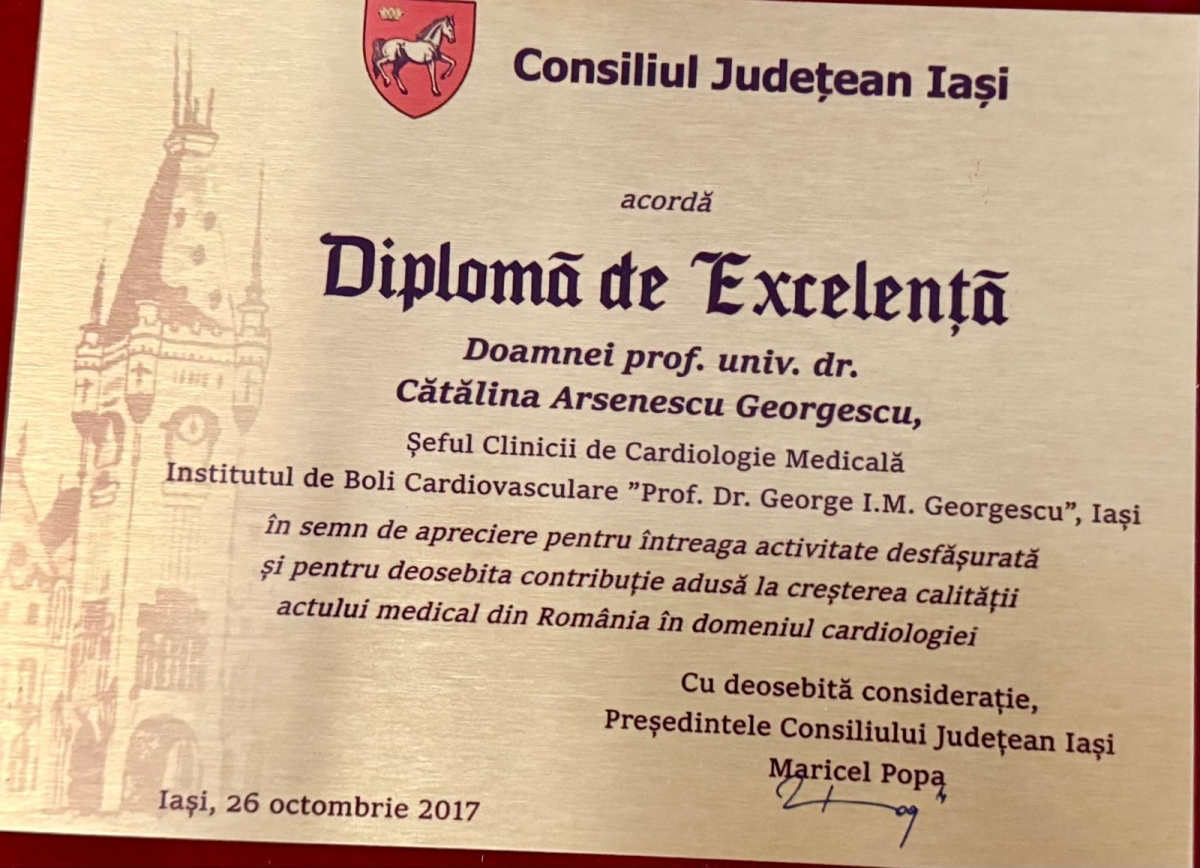 Consiliul Județean Iași
acordă
Diplomă de Excelență
Doamnei prof. univ. dr.
Cătălina Arsenescu Georgescu,
Șeful Clinicii de Cardiologie Medicală
Institutul de Boli Cardiovasculare ”Prof. Dr. George I.M. Georgescu”, Iași
în semn de apreciere pentru întreaga activitate desfășurată
și pentru deosebita contribuție adusă la creșterea calității
actului medical din România în domeniul cardiologiei
Cu deosebită considerație,
Președintele Consiliului Județean Iași
Maricel Popa
Iași, 26 octombrie 2017